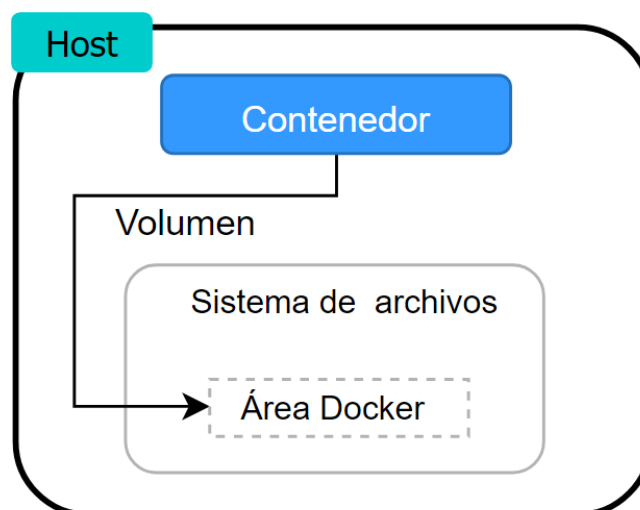 Host
Contenedor
Volumen
Sistema de archivos
Área Docker